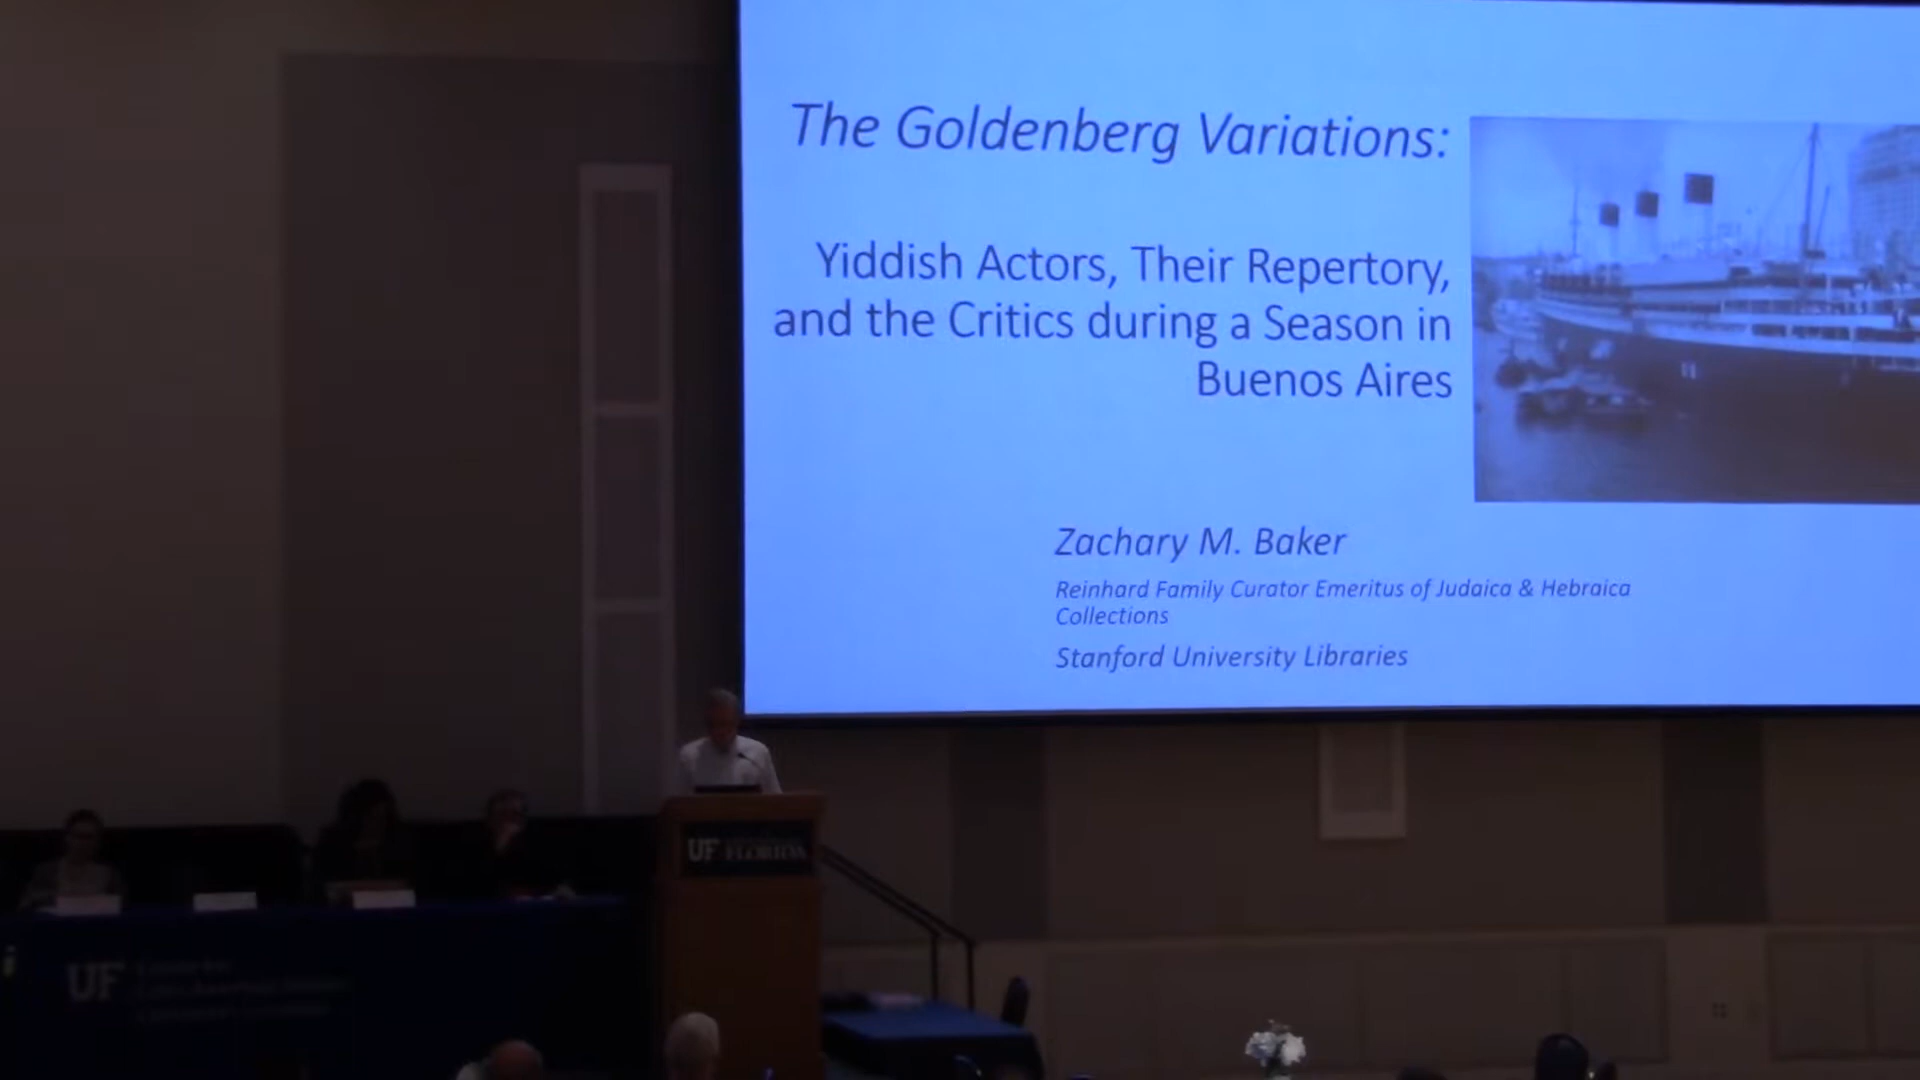 The Goldenberg Variations:
Yiddish Actors, Their Repertory,
and the Critics during a Season in
Buenos Aires
Zachary M. Baker
Reinhard Family Curator Emeritus of Judaica & Hebraica
Collections
Stanford University Libraries
UF FLORIDA
UF